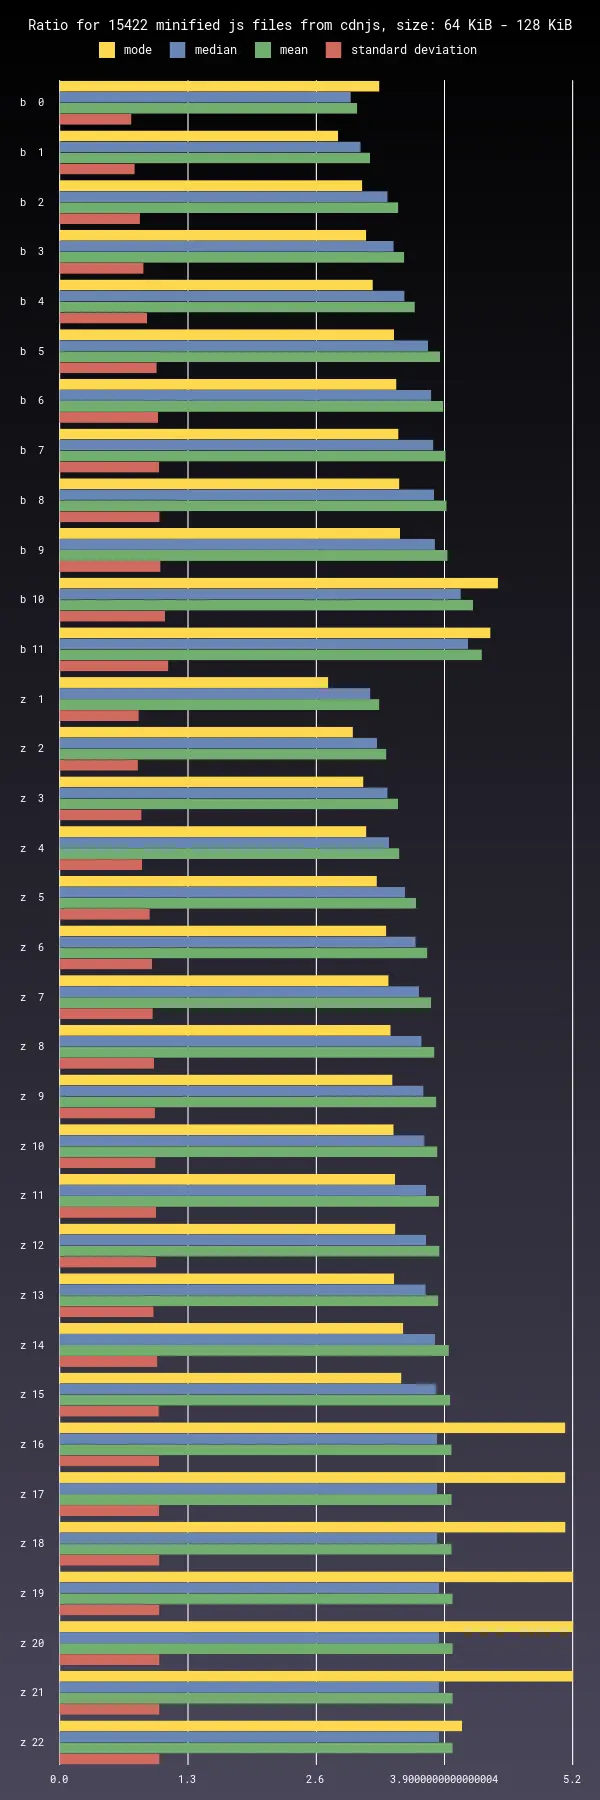 Ratio for 15422 minified js files from cdnjs, size: 64 KiB - 128 KiB
mode median mean standard deviation
b 0
b 1
b 2
b 3
b 4
b 5
b 6
b 7
b 8
b 9
b 10
b 11
z 1
z 2
z 3
z 4
z 5
z 6
z 7
z 8
z 9
z 10
z 11
z 12
z 13
z 14
z 15
z 16
z 17
z 18
z 19
z 20
z 21
z 22
0.0 1.3 2.6 3.9000000000000004 5.2